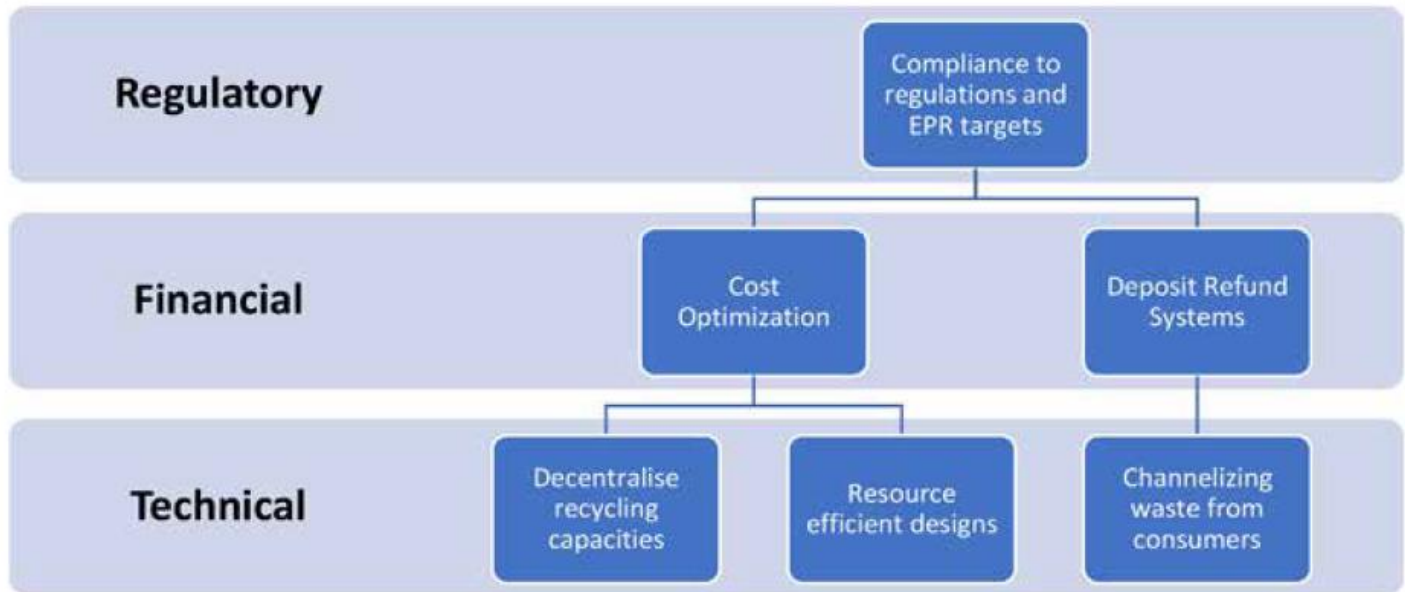 Regulatory
Compliance to
regulations and
EPR targets
Financial
Cost
Optimization
Deposit Refund
Systems
Technical
Decentralise
recycling
capacities
Resource
efficient designs
Channelizing
waste from
consumers